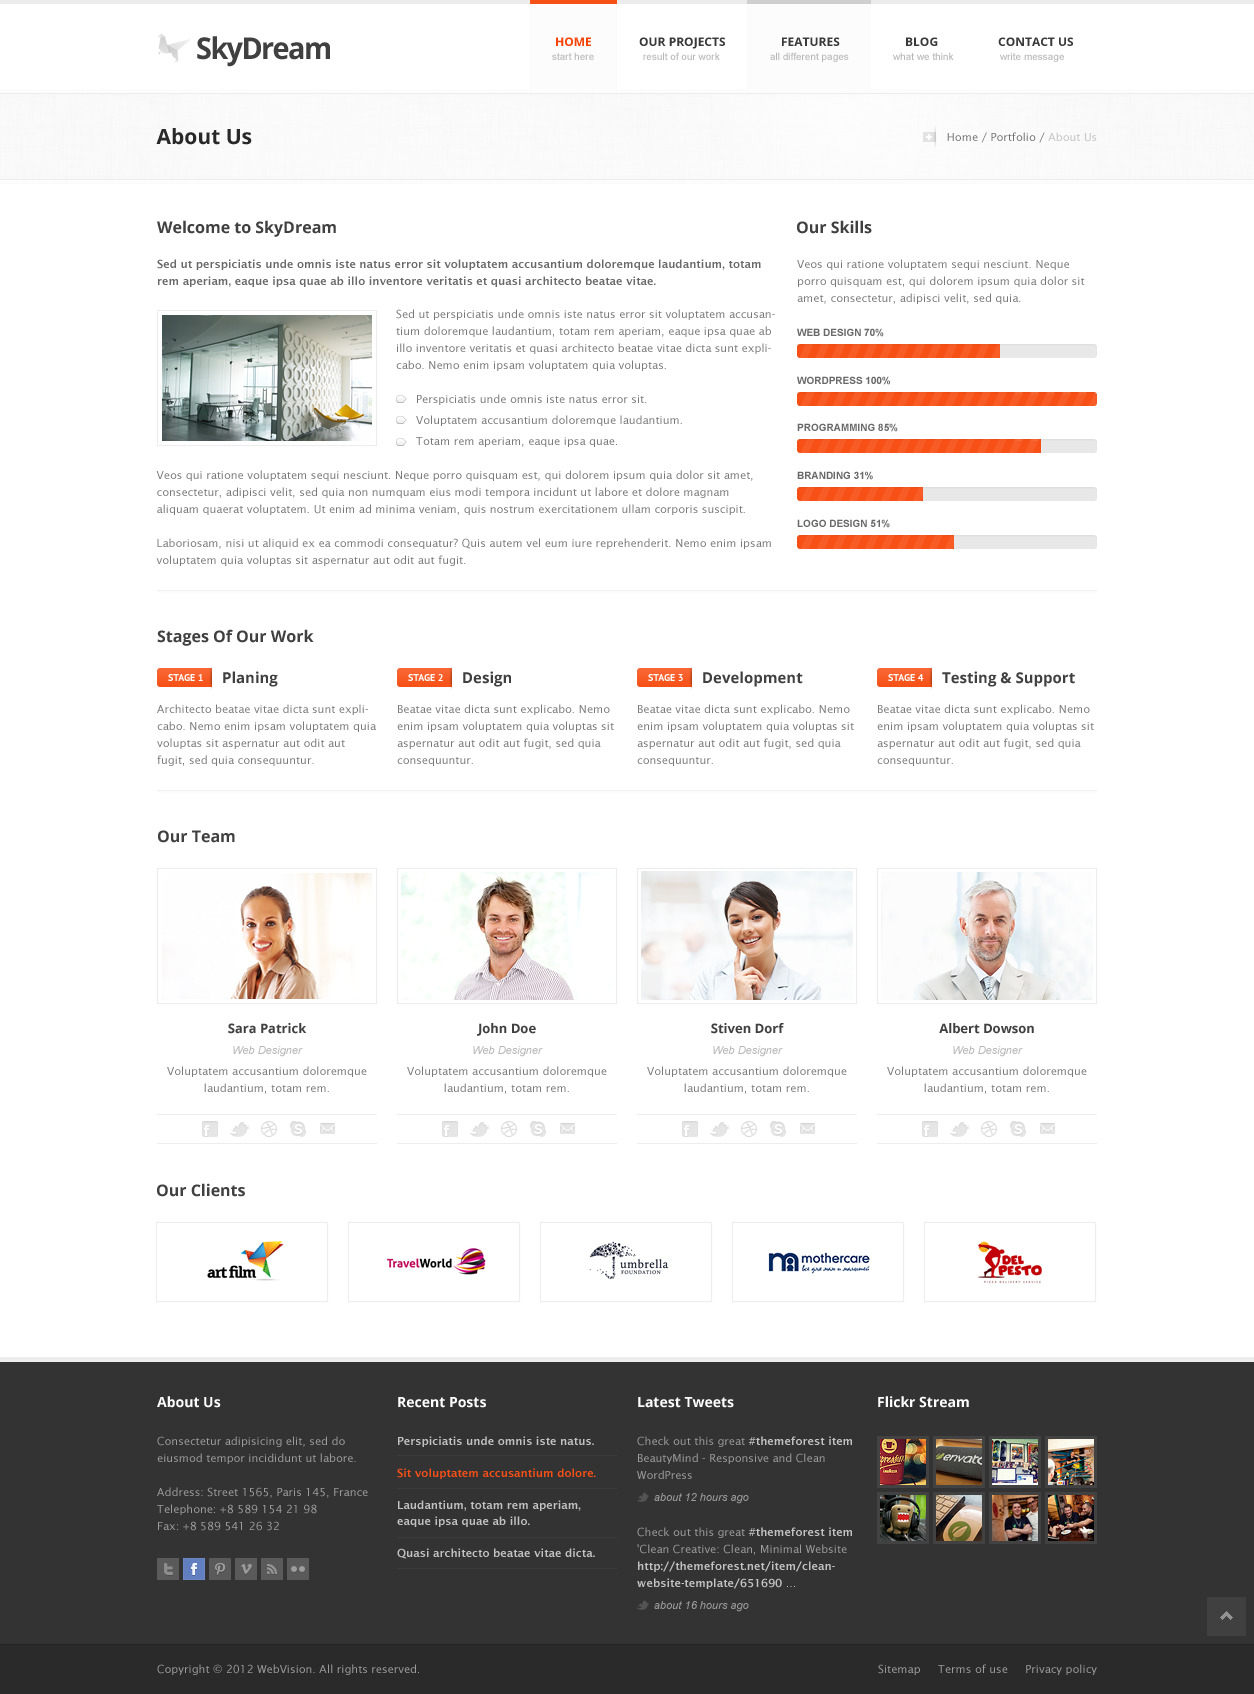 SkyDream
HOME
start here
OUR PROJECTS
result of our work
FEATURES
all different pages
BLOG
what we think
CONTACT US
write message
About Us
Home / Portfolio / About Us
Welcome to SkyDream
Sed ut perspiciatis unde omnis iste natus error sit voluptatem accusantium doloremque laudantium, totam
rem aperiam, eaque ipsa quae ab illo inventore veritatis et quasi architecto beatae vitae.
Sed ut perspiciatis unde omnis iste natus error sit voluptatem accusan-
tium doloremque laudantium, totam rem aperiam, eaque ipsa quae ab
illo inventore veritatis et quasi architecto beatae vitae dicta sunt expli-
cabo. Nemo enim ipsam voluptatem quia voluptas.
Perspiciatis unde omnis iste natus error sit.
Voluptatem accusantium doloremque laudantium.
Totam rem aperiam, eaque ipsa quae.
Veos qui ratione voluptatem sequi nesciunt. Neque porro quisquam est, qui dolorem ipsum quia dolor sit amet,
consectetur, adipisci velit, sed quia non numquam eius modi tempora incidunt ut labore et dolore magnam
aliquam quaerat voluptatem. Ut enim ad minima veniam, quis nostrum exercitationem ullam corporis suscipit.
Laboriosam, nisi ut aliquid ex ea commodi consequatur? Quis autem vel eum iure reprehenderit. Nemo enim ipsam
voluptatem quia voluptas sit aspernatur aut odit aut fugit.
Our Skills
Veos qui ratione voluptatem sequi nesciunt. Neque
porro quisquam est, qui dolorem ipsum quia dolor sit
amet, consectetur, adipisci velit, sed quia.
WEB DESIGN 70%
WORDPRESS 100%
PROGRAMMING 85%
BRANDING 31%
LOGO DESIGN 51%
Stages Of Our Work
STAGE 1 Planing
Architecto beatae vitae dicta sunt expli-
cabo. Nemo enim ipsam voluptatem quia
voluptas sit aspernatur aut odit aut
fugit, sed quia consequuntur.
STAGE 2 Design
Beatae vitae dicta sunt explicabo. Nemo
enim ipsam voluptatem quia voluptas sit
aspernatur aut odit aut fugit, sed quia
consequuntur.
STAGE 3 Development
Beatae vitae dicta sunt explicabo. Nemo
enim ipsam voluptatem quia voluptas sit
aspernatur aut odit aut fugit, sed quia
consequuntur.
STAGE 4 Testing & Support
Beatae vitae dicta sunt explicabo. Nemo
enim ipsam voluptatem quia voluptas sit
aspernatur aut odit aut fugit, sed quia
consequuntur.
Our Team
Sara Patrick
Web Designer
Voluptatem accusantium doloremque
laudantium, totam rem.
John Doe
Web Designer
Voluptatem accusantium doloremque
laudantium, totam rem.
Stiven Dorf
Web Designer
Voluptatem accusantium doloremque
laudantium, totam rem.
Albert Dowson
Web Designer
Voluptatem accusantium doloremque
laudantium, totam rem.
Our Clients
art film
TravelWorld
umbrella
FOUNDATION
mothercare
все для мам и малышей
DEL
PESTO
About Us
Consectetur adipisicing elit, sed do
eiusmod tempor incididunt ut labore.
Address: Street 1565, Paris 145, France
Telephone: +8 589 154 21 98
Fax: +8 589 541 26 32
Recent Posts
Perspiciatis unde omnis iste natus.
Sit voluptatem accusantium dolore.
Laudantium, totam rem aperiam,
eaque ipsa quae ab illo.
Quasi architecto beatae vitae dicta.
Latest Tweets
Check out this great #themeforest item
BeautyMind - Responsive and Clean
WordPress
about 12 hours ago
Check out this great #themeforest item
'Clean Creative: Clean, Minimal Website
http://themeforest.net/item/clean-
website-template/651690 ...
about 16 hours ago
Flickr Stream
envato
Copyright © 2012 WebVision. All rights reserved.
Sitemap
Terms of use
Privacy policy